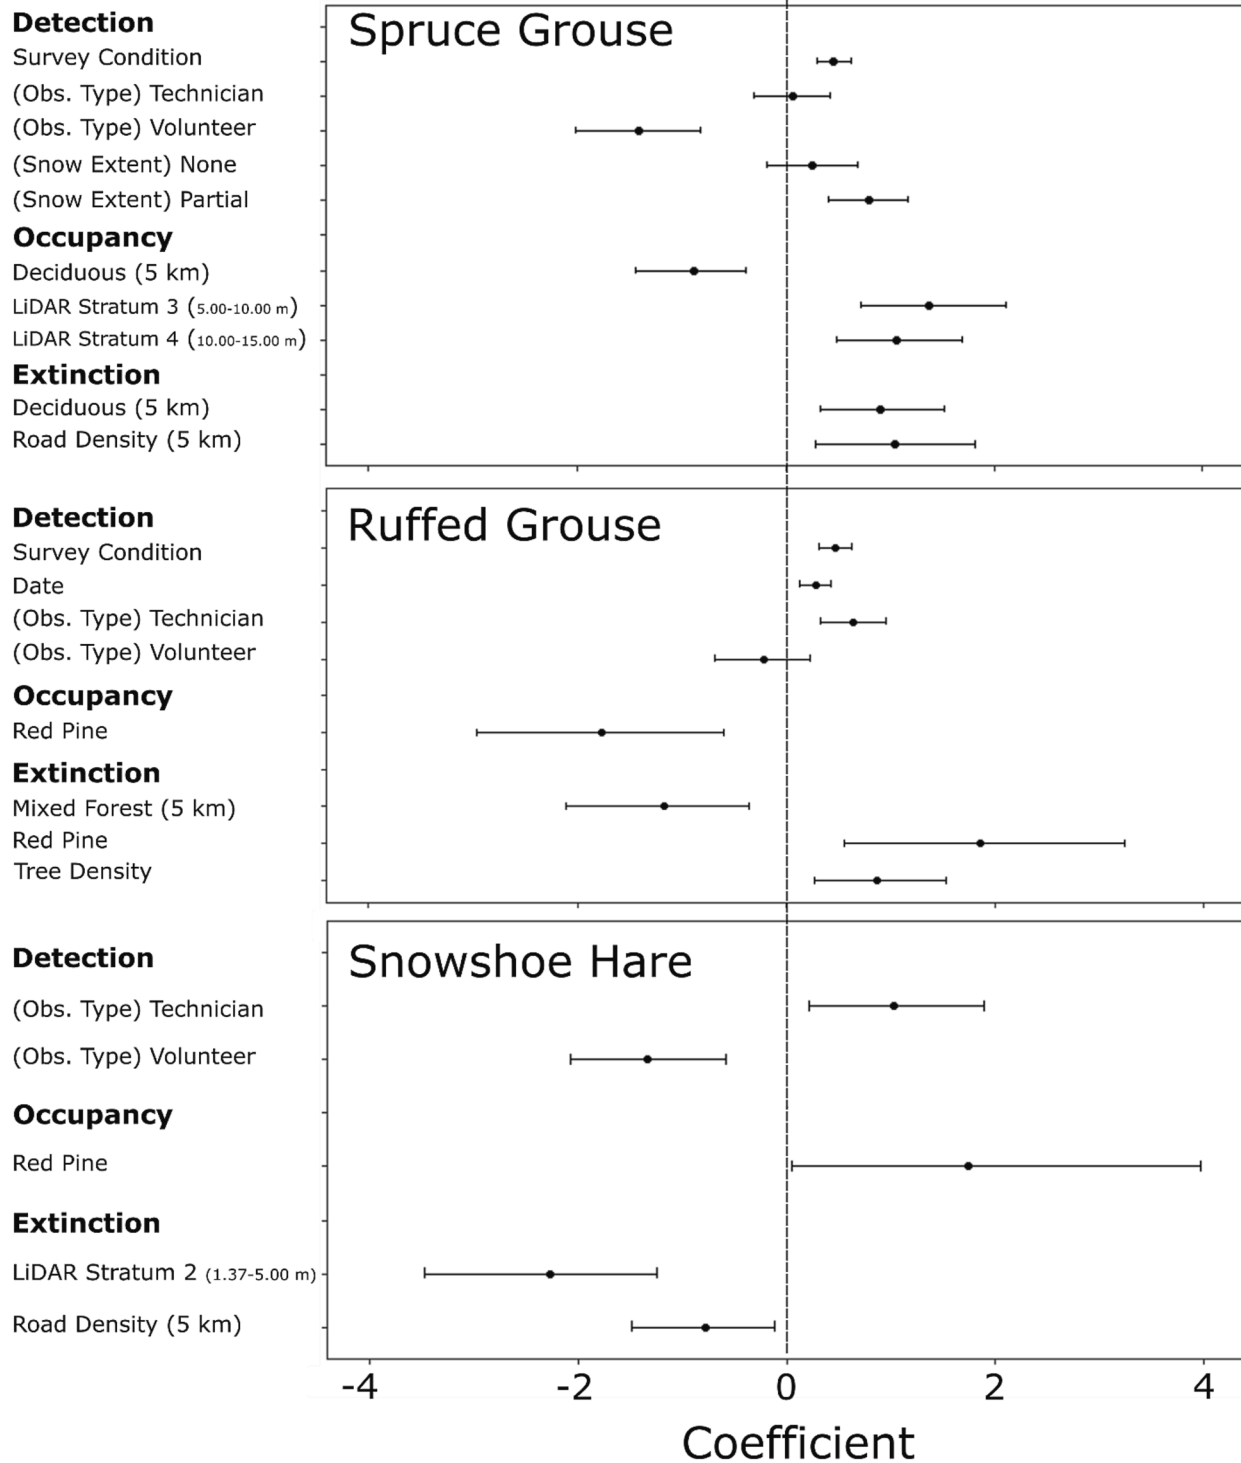 Detection
Spruce Grouse
Survey Condition
(Obs. Type) Technician
(Obs. Type) Volunteer
(Snow Extent) None
(Snow Extent) Partial
Occupancy
Deciduous (5 km)
LiDAR Stratum 3 (5.00-10.00 m)
LiDAR Stratum 4 (10.00-15.00 m)
Extinction
Deciduous (5 km)
Road Density (5 km)
Detection
Ruffed Grouse
Survey Condition
Date
(Obs. Type) Technician
(Obs. Type) Volunteer
Occupancy
Red Pine
Extinction
Mixed Forest (5 km)
Red Pine
Tree Density
Detection
Snowshoe Hare
(Obs. Type) Technician
(Obs. Type) Volunteer
Occupancy
Red Pine
Extinction
LiDAR Stratum 2 (1.37-5.00 m)
Road Density (5 km)
-4 -2 0 2 4
Coefficient